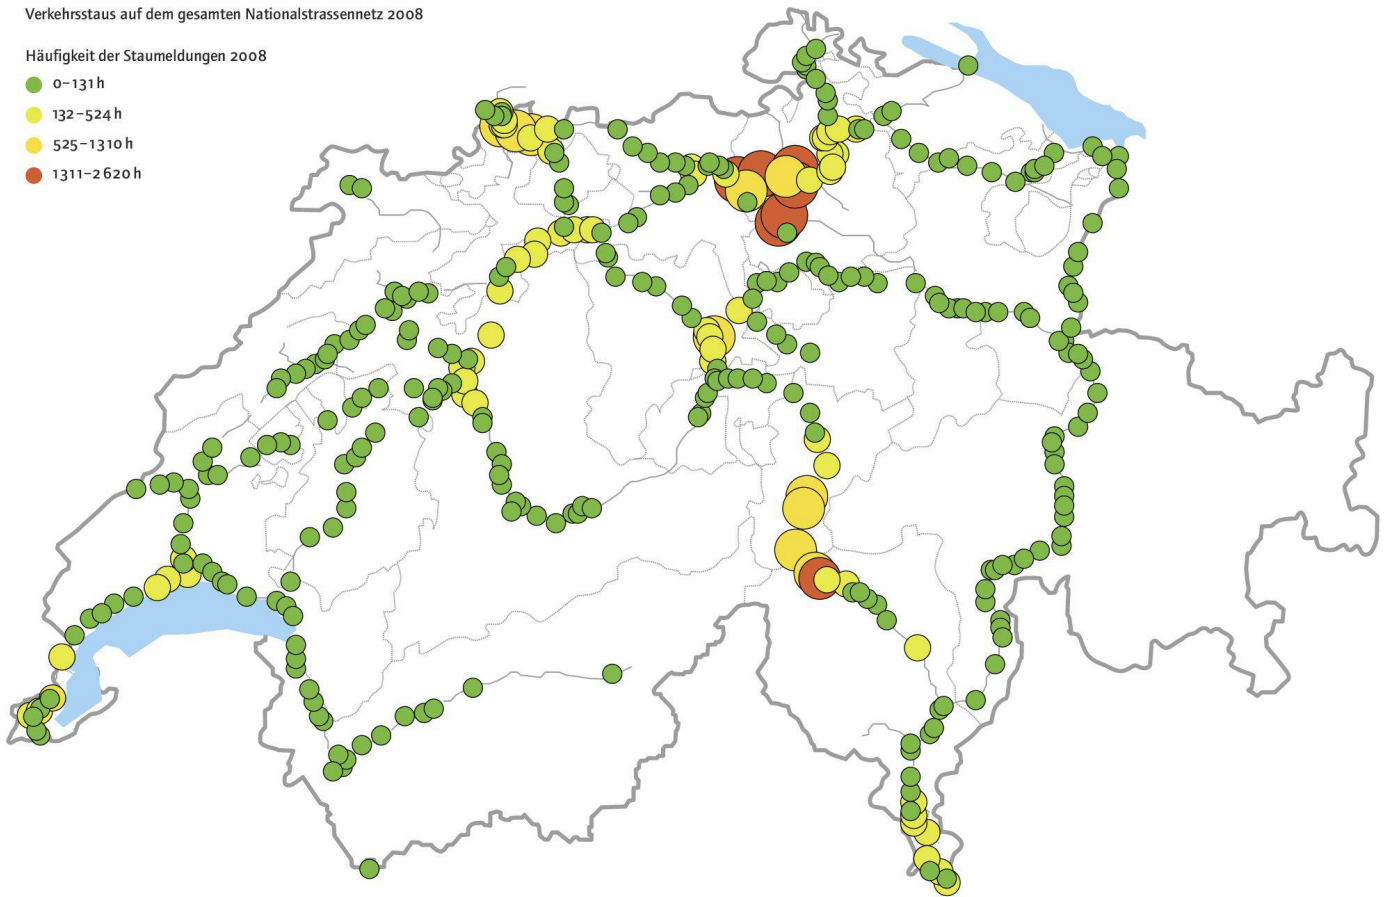 Verkehrsstaus auf dem gesamten Nationalstrassennetz 2008
Häufigkeit der Staumeldungen 2008
0–131 h
132–524 h
525–1310 h
1311–2620 h